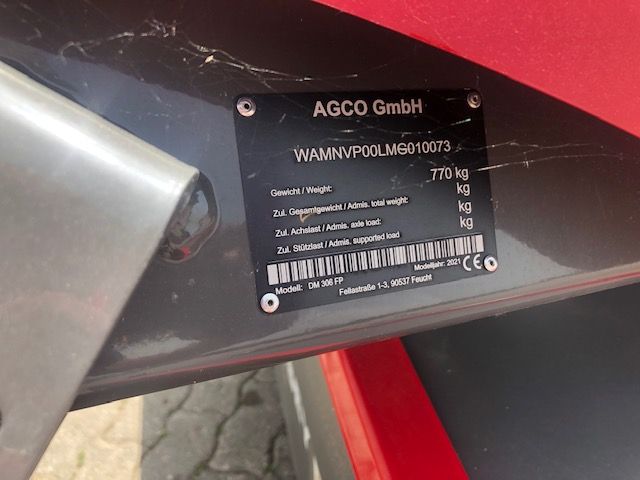 AGCO GmbH
WAMNVP00LMG010073
Gewicht / Weight: 770 kg
Zul. Gesamtgewicht / Admis. total weight: kg
Zul. Achslast / Admis. axle load: kg
Zul. Stützlast / Admis. supported load kg
Modell: DM 306 FP Modelljahr: 2021 CE
Fellastraße 1-3, 90537 Feucht